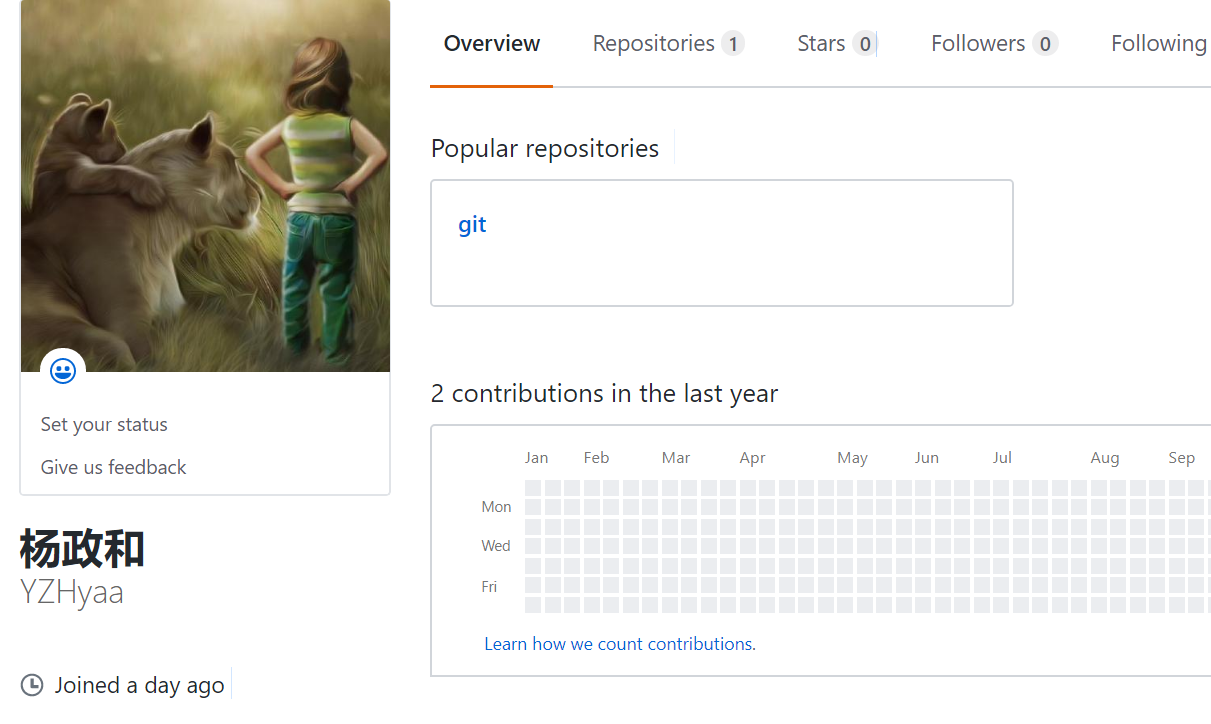 Overview Repositories 1 Stars 0 Followers 0 Following
Popular repositories
git
2 contributions in the last year
Jan Feb Mar Apr May Jun Jul Aug Sep
Mon
Wed
Fri
Learn how we count contributions.
Set your status
Give us feedback
杨政和
YZHyaa
Joined a day ago